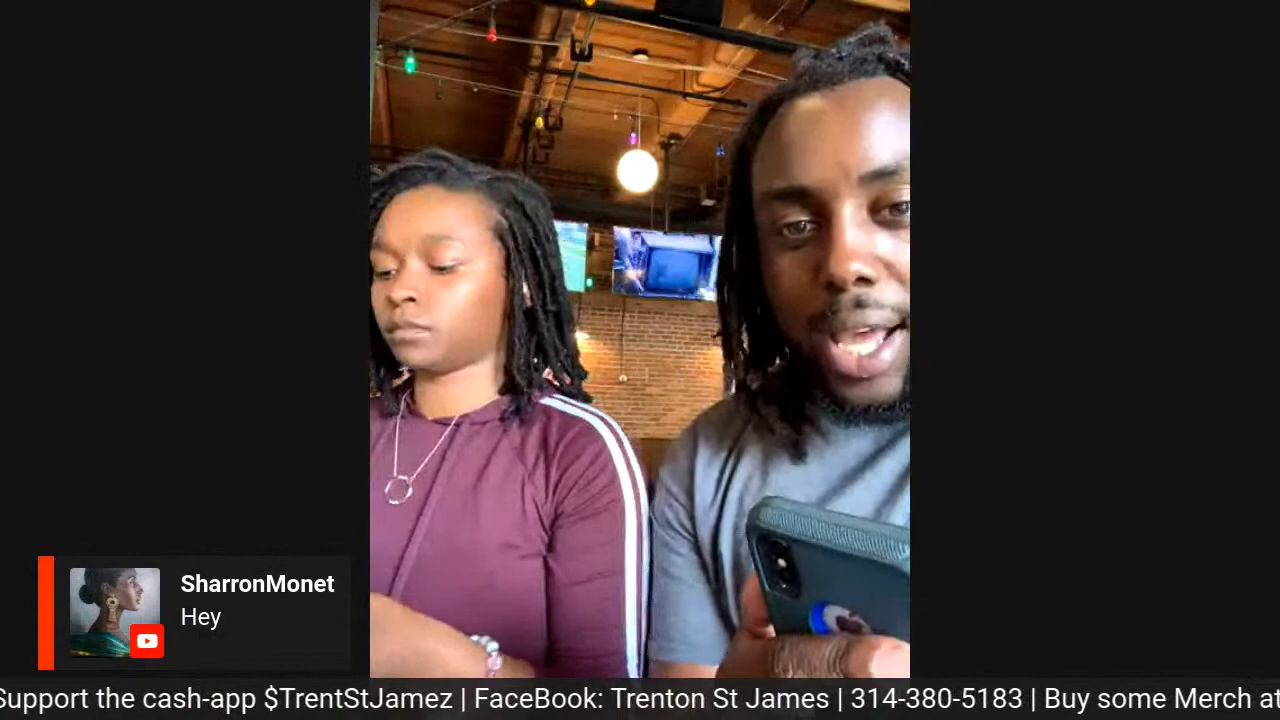 SharronMonet
Hey
Support the cash-app $TrentStJamez | FaceBook: Trenton St James | 314-380-5183 | Buy some Merch at